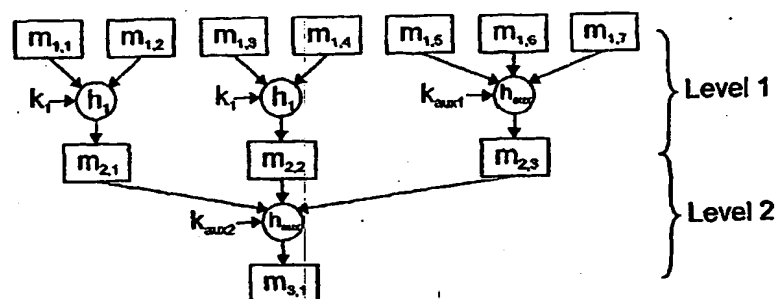 m1,1 m1,2 m1,3 m1,4 m1,5 m1,6 m1,7
k1 h1 k1 h1 kaux1 haux Level 1
m2,1 m2,2 m2,3
kaux2 haux Level 2
m3,1